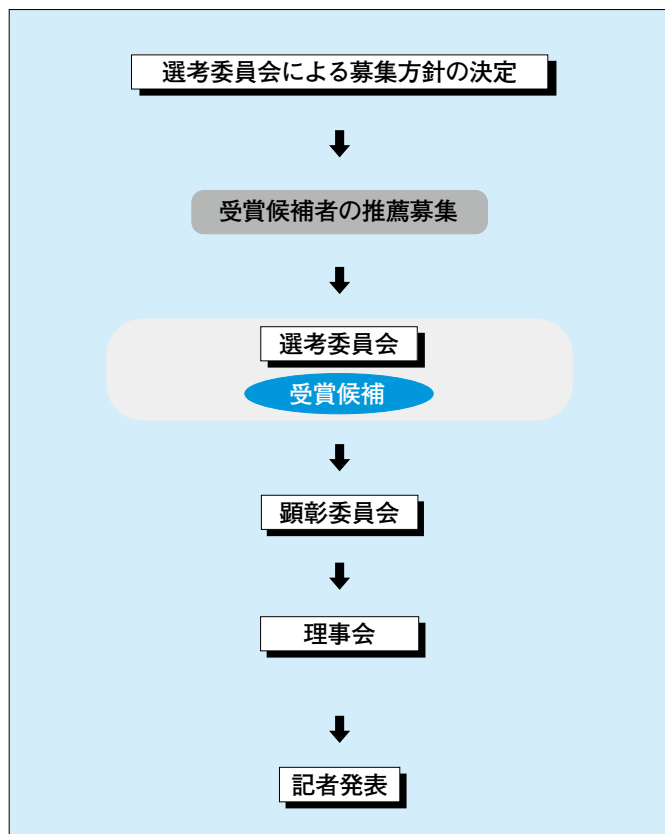 選考委員会による募集方針の決定
受賞候補者の推薦募集
選考委員会
受賞候補
顕彰委員会
理事会
記者発表